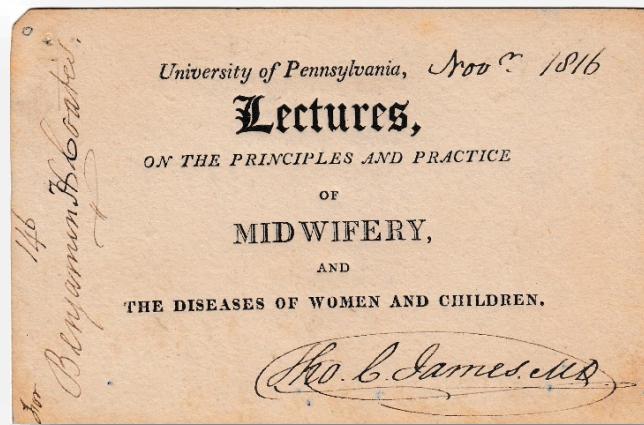 University of Pennsylvania, Novr. 1816
Lectures,
ON THE PRINCIPLES AND PRACTICE
OF
MIDWIFERY,
AND
THE DISEASES OF WOMEN AND CHILDREN.
Tho. C. James. MD
146
For Benjamin H Coates.